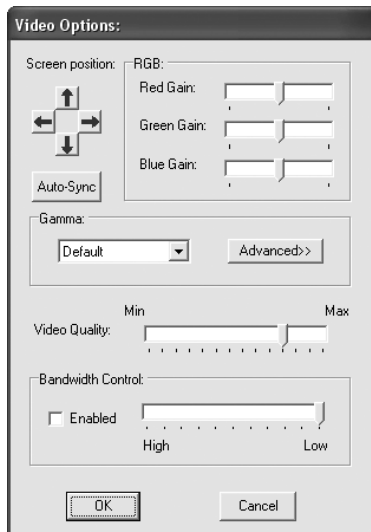 Video Options:
Screen position:
RGB:
Red Gain:
Green Gain:
Blue Gain:
Auto-Sync
Gamma:
Default
Advanced>>
Min
Max
Video Quality:
Bandwidth Control:
Enabled
High
Low
OK
Cancel